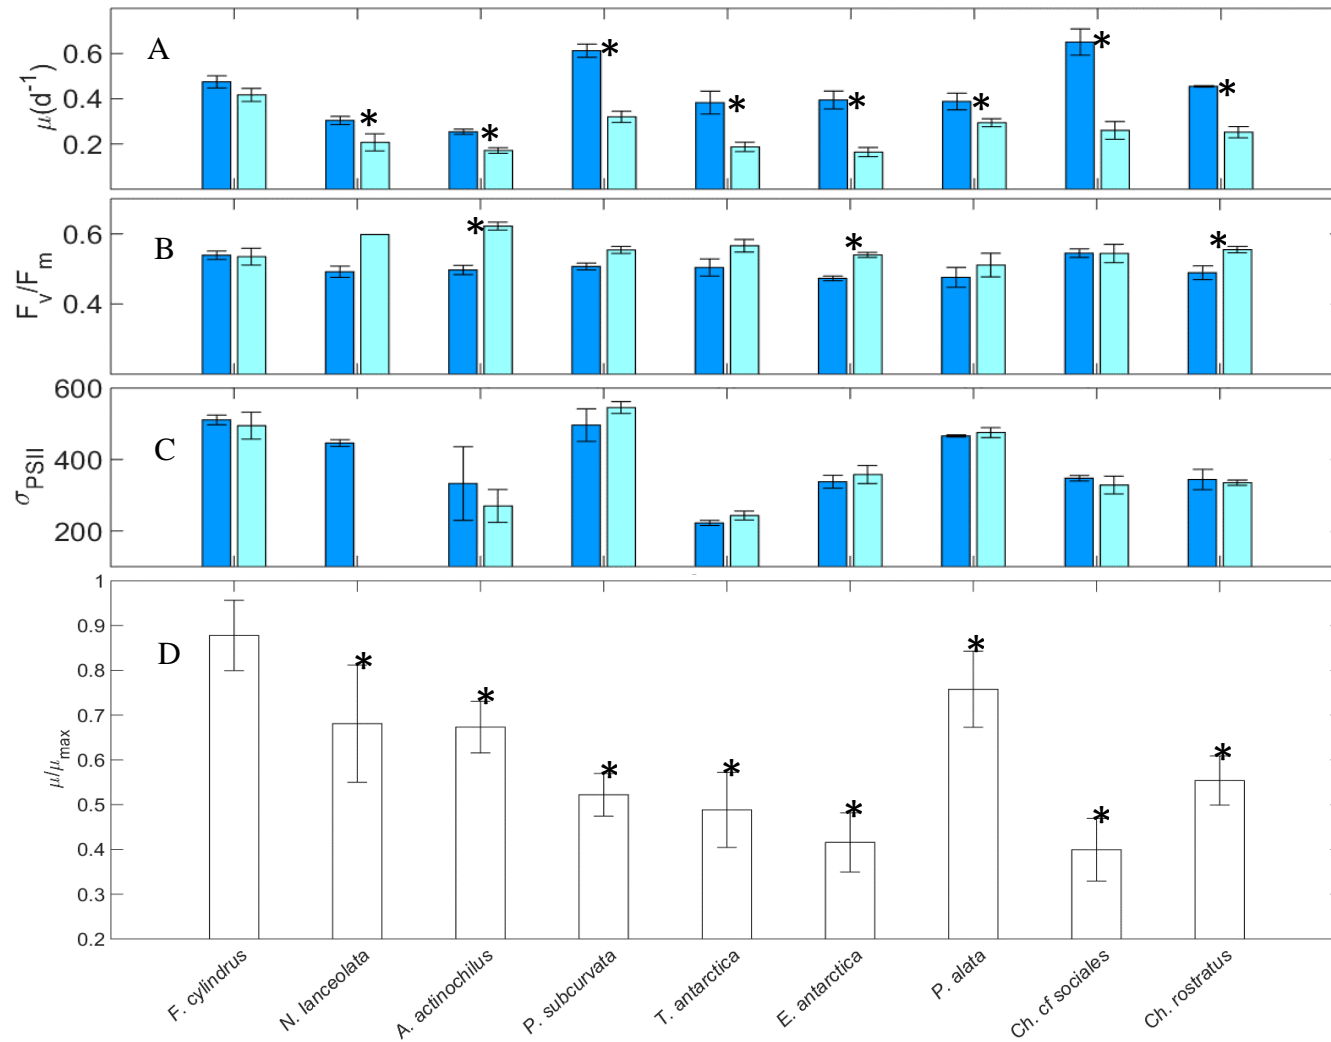 A
μ(d⁻¹)
0.6
0.4
0.2
*
*
*
*
*
*
*
*
B
Fv/Fm
0.6
0.4
*
*
*
C
σPSII
600
400
200
D
μ/μmax
1
0.9
0.8
0.7
0.6
0.5
0.4
0.3
0.2
*
*
*
*
*
*
*
*
F. cylindrus
N. lanceolata
A. actinochilus
P. subcurvata
T. antarctica
E. antarctica
P. alata
Ch. cf sociales
Ch. rostratus